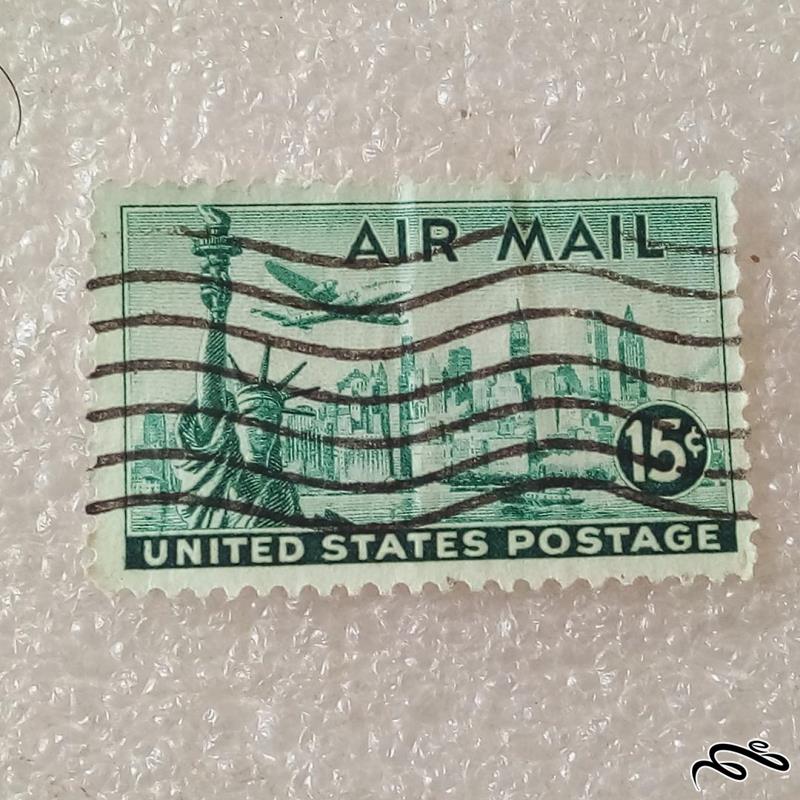 AIR MAIL
15¢
UNITED STATES POSTAGE